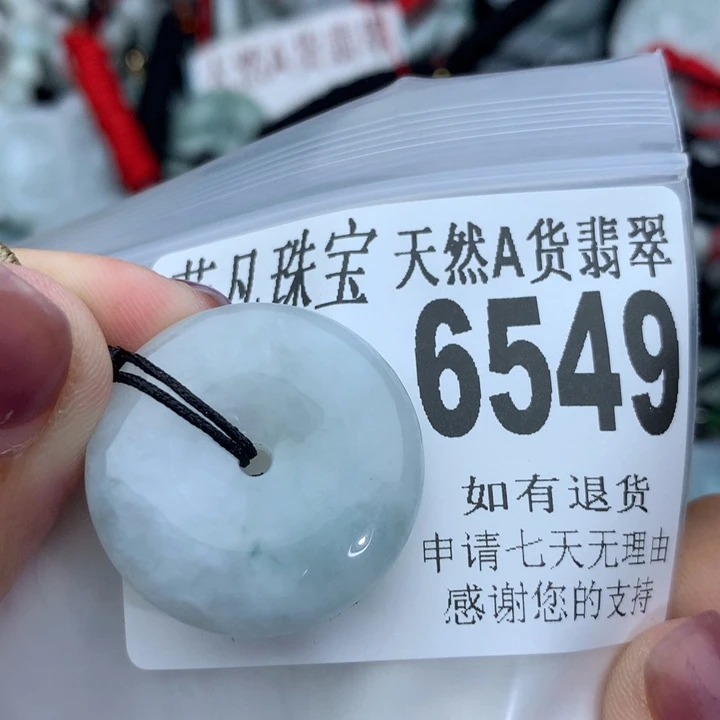 凡珠宝 天然A货翡翠
6549
如有退货
申请七天无理由
感谢您的支持